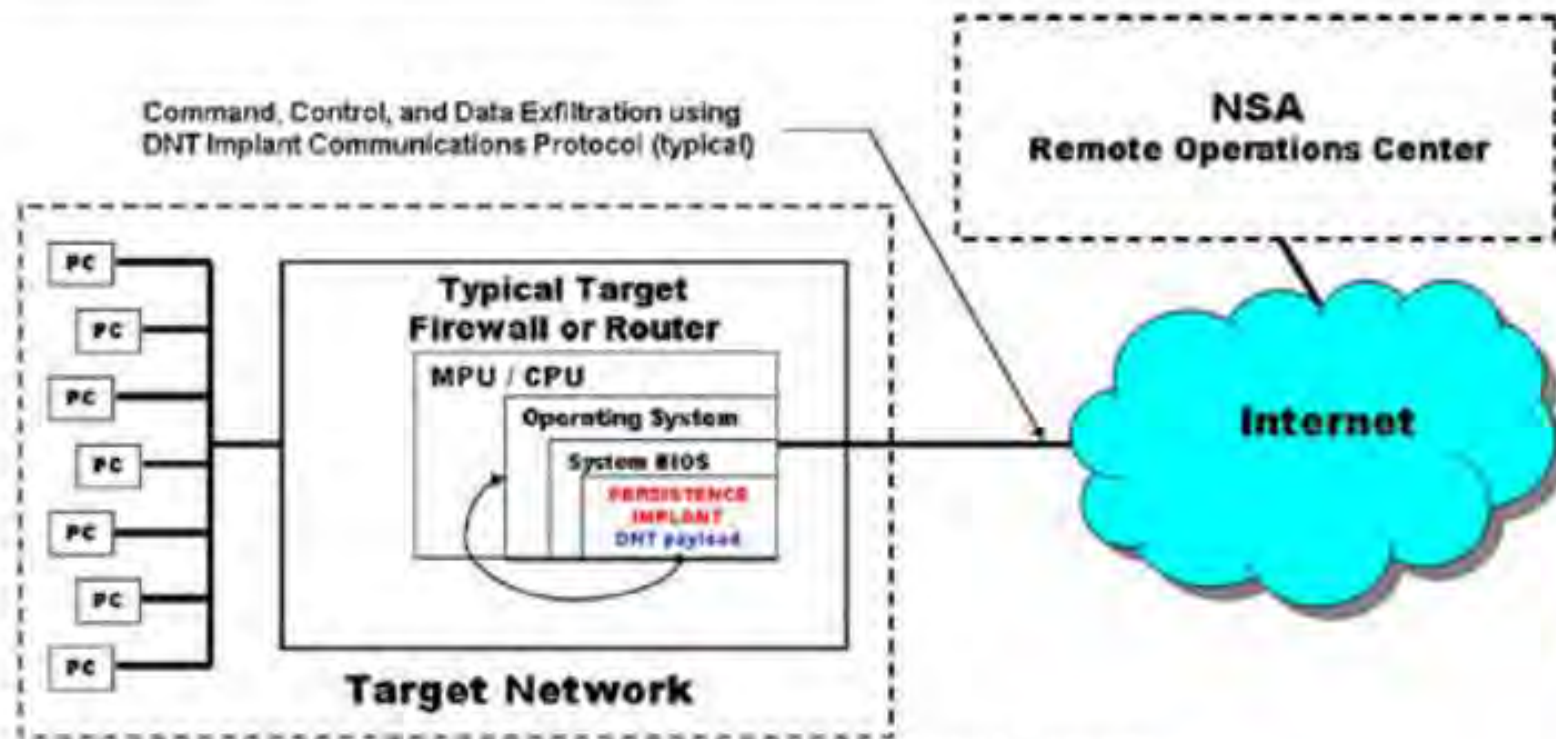 Command, Control, and Data Exfiltration using
DNT Implant Communications Protocol (typical)
NSA
Remote Operations Center
PC
PC
PC
PC
PC
PC
PC
Typical Target
Firewall or Router
MPU / CPU
Operating System
System BIOS
PERSISTENCE
IMPLANT
DNT payload
Internet
Target Network